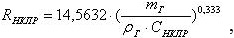 R_НКПР = 14,5632 · (m_Г / (ρ_Г · C_НКПР))^0,333 ,